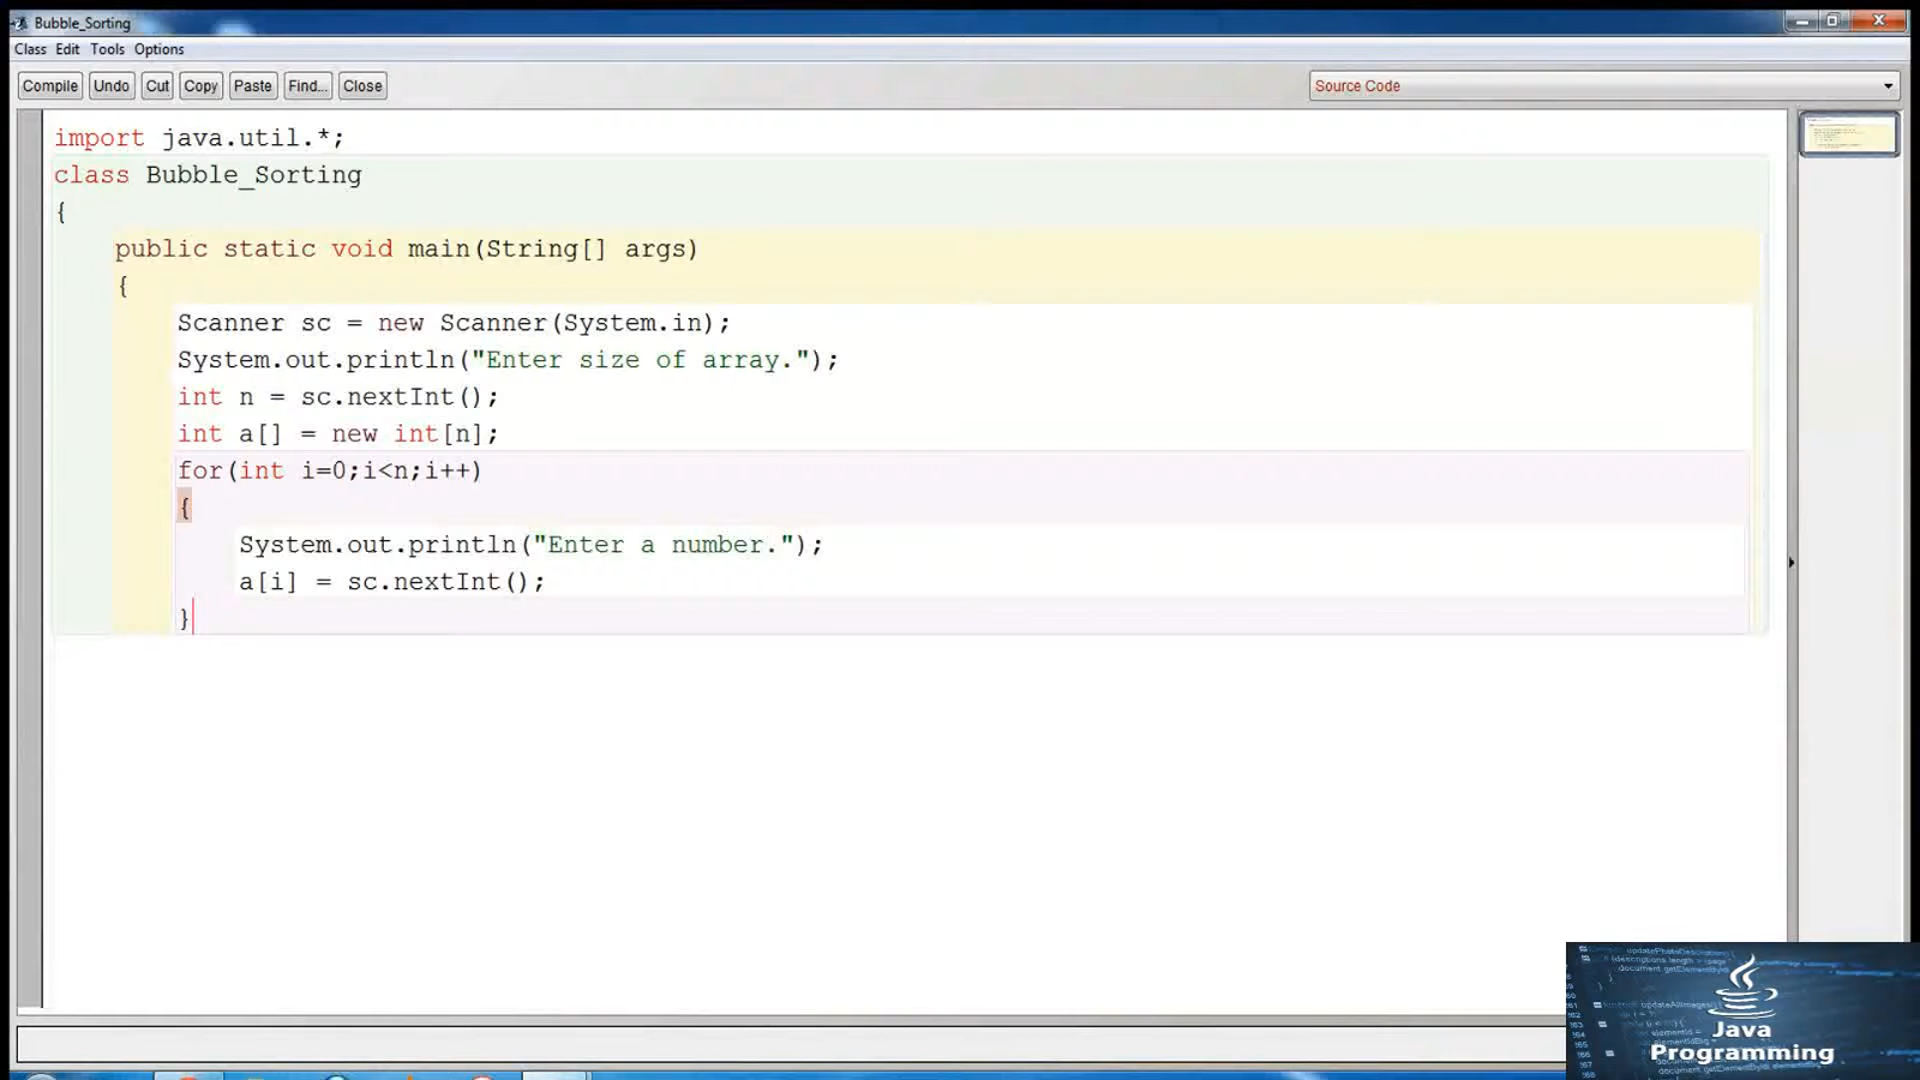 Bubble_Sorting
Class Edit Tools Options
Compile Undo Cut Copy Paste Find... Close Source Code
import java.util.*;
class Bubble_Sorting
{
public static void main(String[] args)
{
Scanner sc = new Scanner(System.in);
System.out.println("Enter size of array.");
int n = sc.nextInt();
int a[] = new int[n];
for(int i=0;i<n;i++)
{
System.out.println("Enter a number.");
a[i] = sc.nextInt();
}
Java
Programming